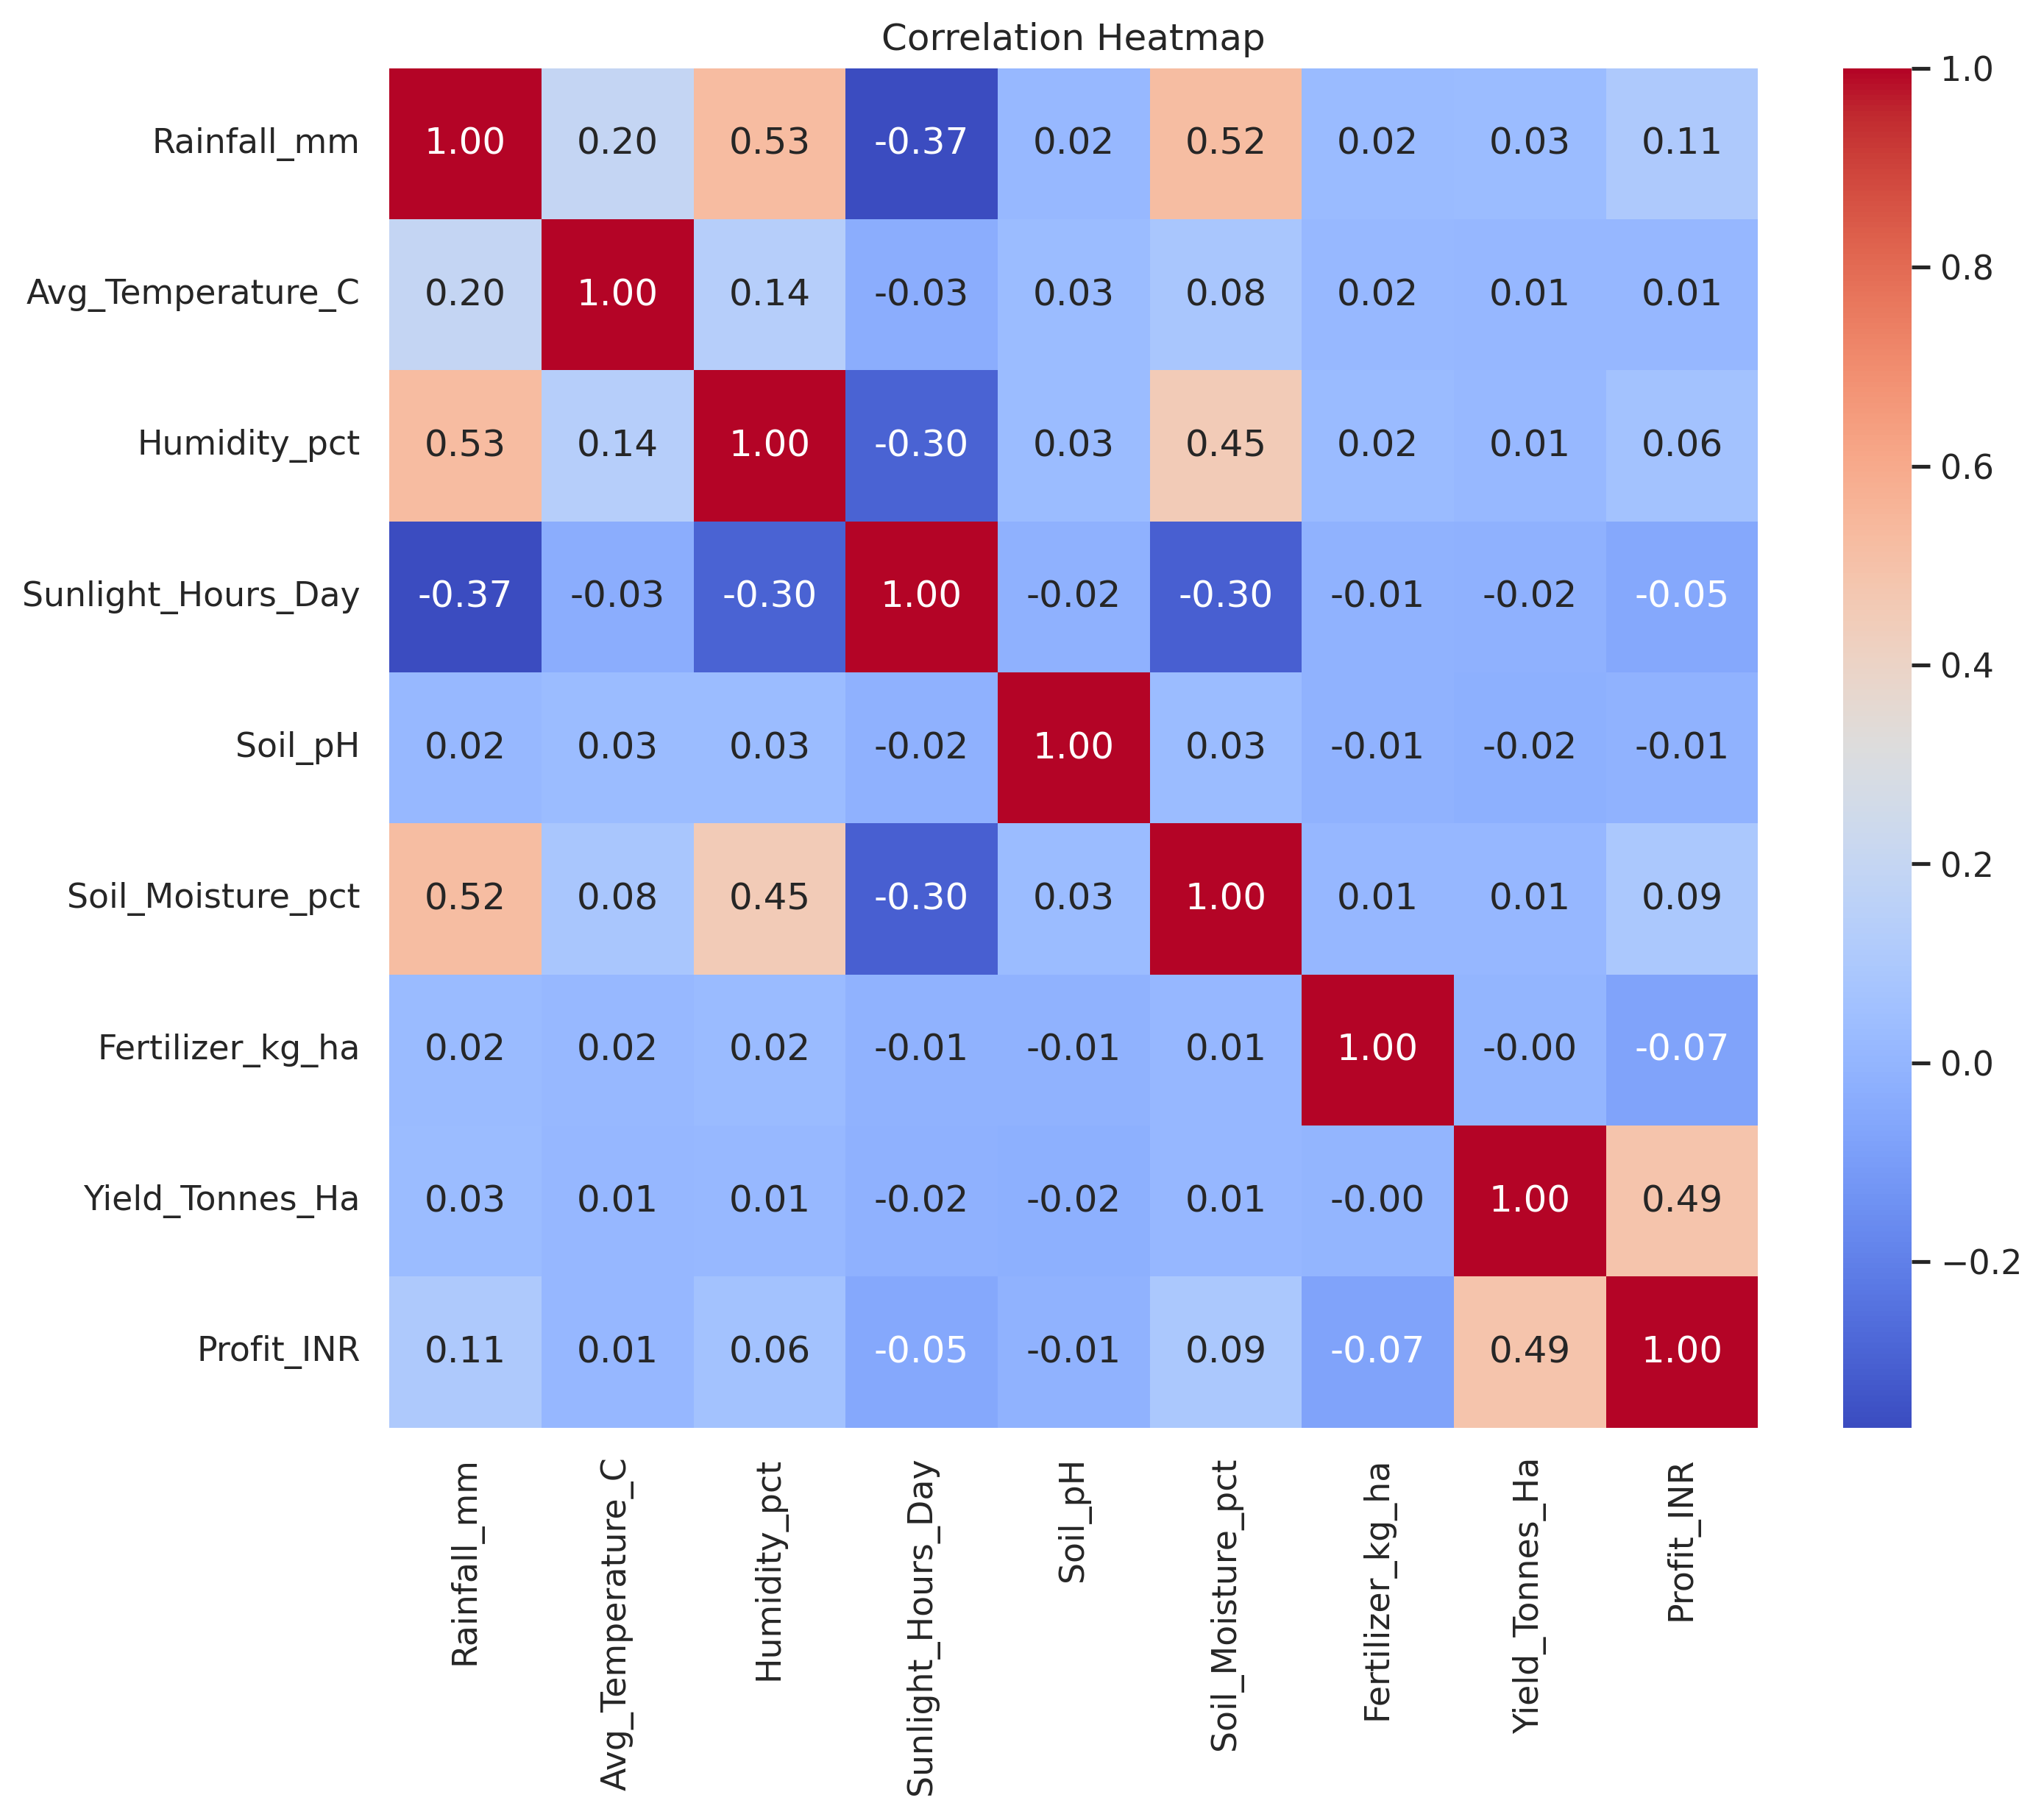 Correlation Heatmap
Rainfall_mm 1.00 0.20 0.53 -0.37 0.02 0.52 0.02 0.03 0.11
Avg_Temperature_C 0.20 1.00 0.14 -0.03 0.03 0.08 0.02 0.01 0.01
Humidity_pct 0.53 0.14 1.00 -0.30 0.03 0.45 0.02 0.01 0.06
Sunlight_Hours_Day -0.37 -0.03 -0.30 1.00 -0.02 -0.30 -0.01 -0.02 -0.05
Soil_pH 0.02 0.03 0.03 -0.02 1.00 0.03 -0.01 -0.02 -0.01
Soil_Moisture_pct 0.52 0.08 0.45 -0.30 0.03 1.00 0.01 0.01 0.09
Fertilizer_kg_ha 0.02 0.02 0.02 -0.01 -0.01 0.01 1.00 -0.00 -0.07
Yield_Tonnes_Ha 0.03 0.01 0.01 -0.02 -0.02 0.01 -0.00 1.00 0.49
Profit_INR 0.11 0.01 0.06 -0.05 -0.01 0.09 -0.07 0.49 1.00
Rainfall_mm
Avg_Temperature_C
Humidity_pct
Sunlight_Hours_Day
Soil_pH
Soil_Moisture_pct
Fertilizer_kg_ha
Yield_Tonnes_Ha
Profit_INR
1.0
0.8
0.6
0.4
0.2
0.0
−0.2